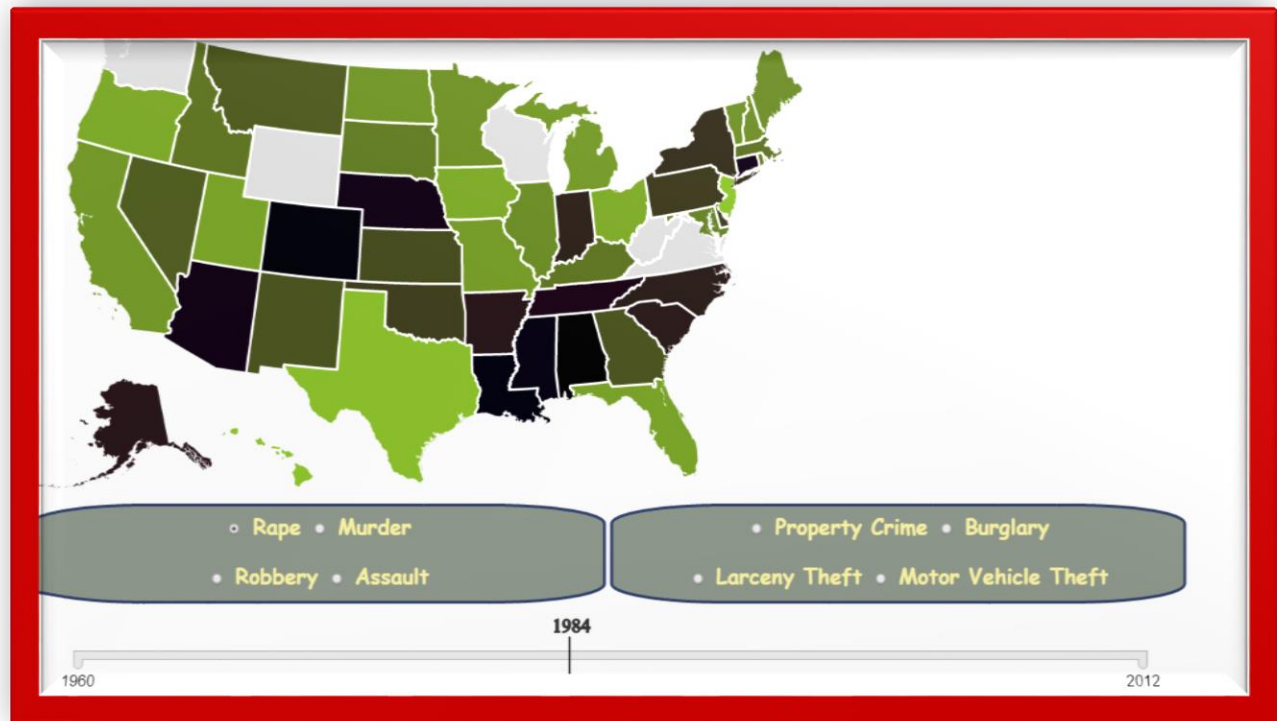 Rape Murder
Robbery Assault
Property Crime Burglary
Larceny Theft Motor Vehicle Theft
1984
1960
2012